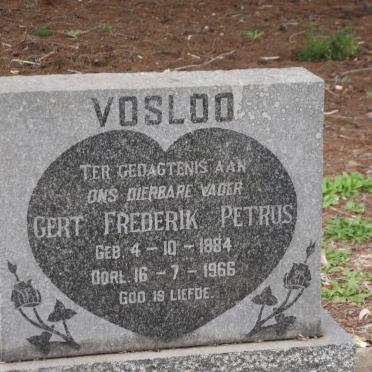 VOSLOO
TER GEDAGTENIS AAN
ONS DIERBARE VADER
GERT FREDERIK PETRUS
GEB. 4 - 10 - 1884
OORL. 16 - 7 - 1966
GOD IS LIEFDE.